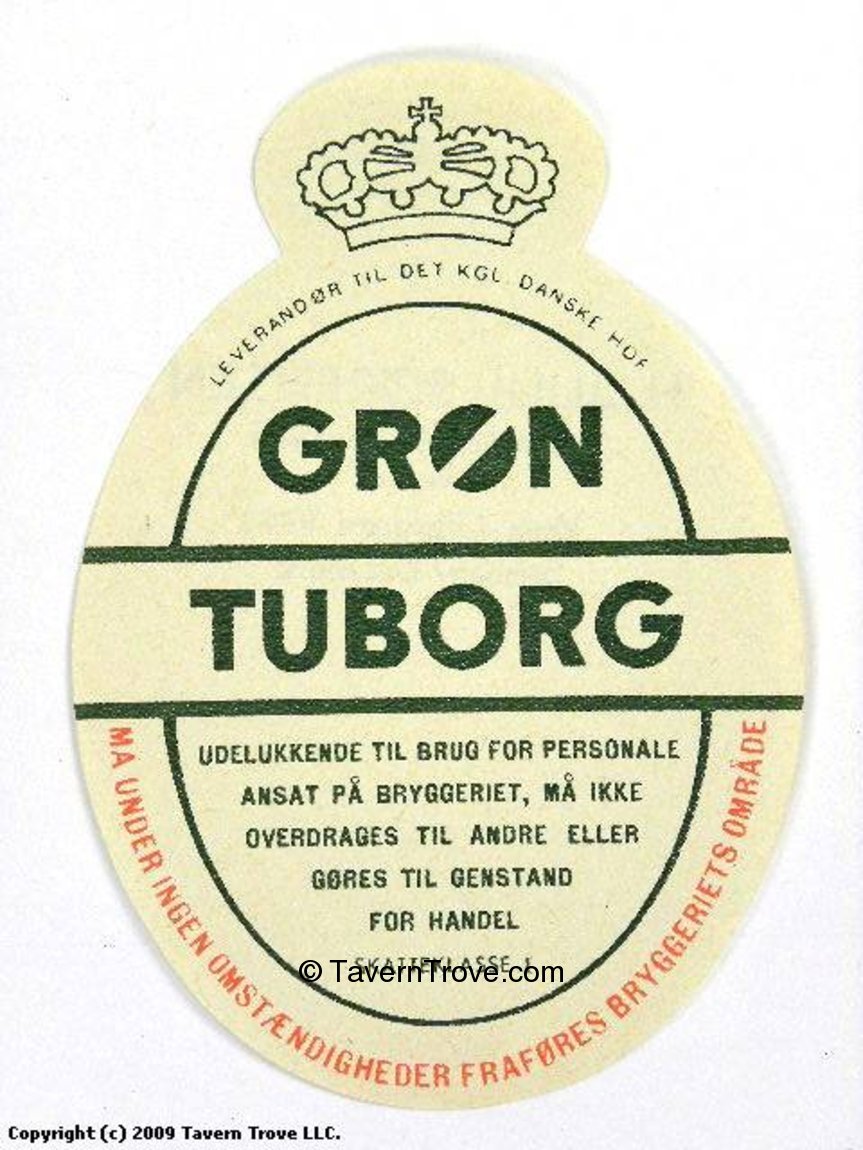 LEVERANDØR TIL DET KGL. DANSKE HOF
GRØN
TUBORG
UDELUKKENDE TIL BRUG FOR PERSONALE
ANSAT PÅ BRYGGERIET, MÅ IKKE
OVERDRAGES TIL ANDRE ELLER
GØRES TIL GENSTAND
FOR HANDEL
SKATTEKLASSE I
© TavernTrove.com
MA UNDER INGEN OMSTÆNDIGHEDER FRAFØRES BRYGGERIETS OMRÅDE
Copyright (c) 2009 Tavern Trove LLC.